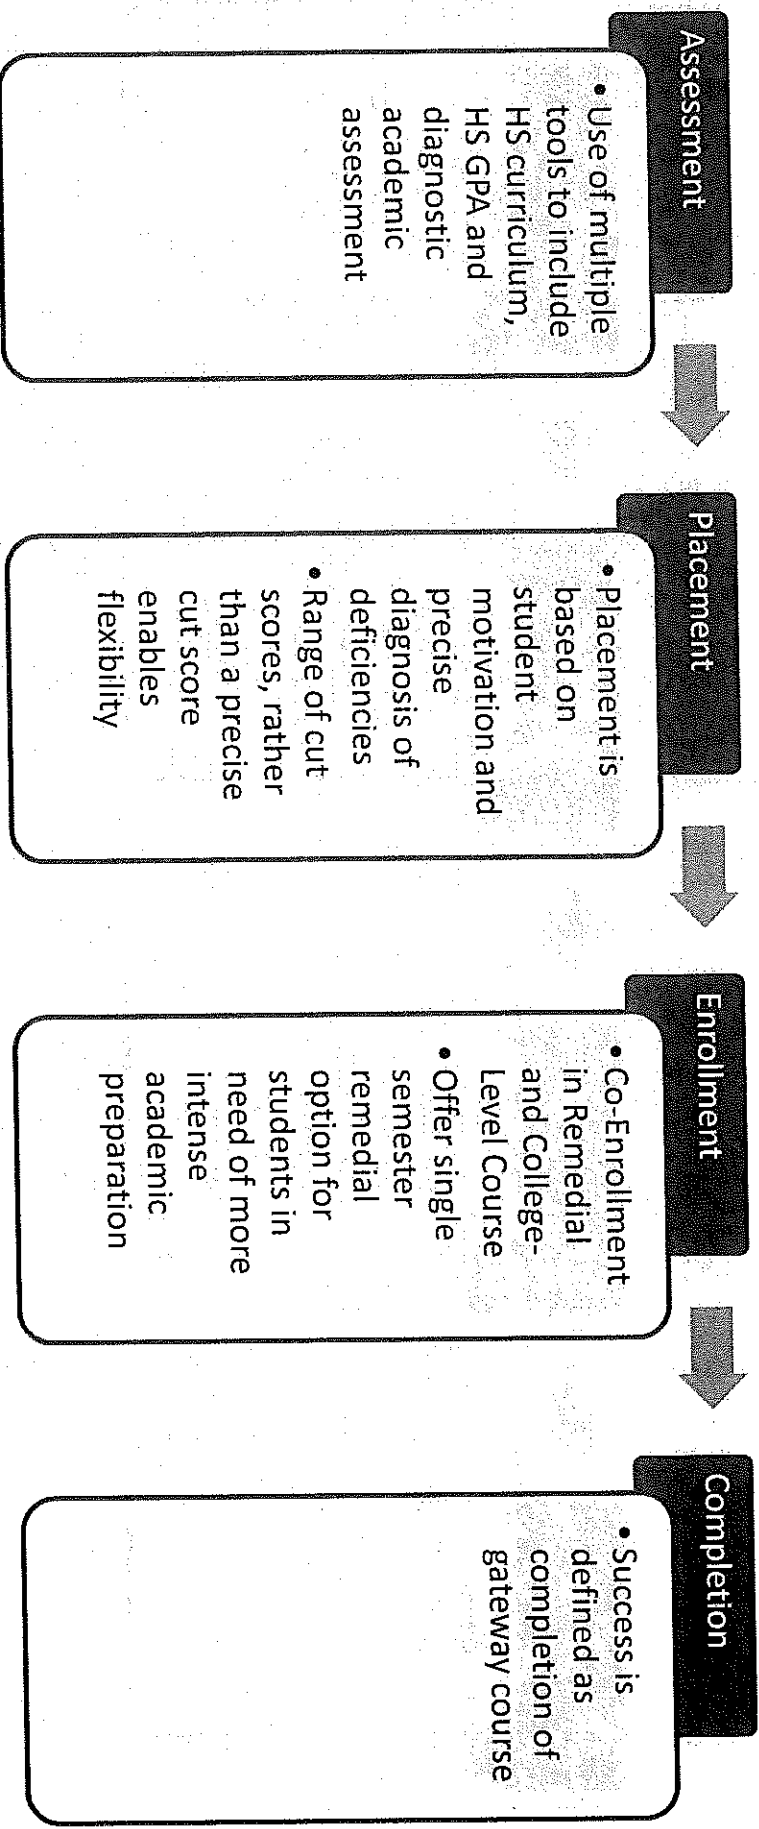 Assessment
• Use of multiple
tools to include
HS curriculum,
HS GPA and
diagnostic
academic
assessment
Placement
• Placement is
based on
student
motivation and
precise
diagnosis of
deficiencies
• Range of cut
scores, rather
than a precise
cut score
enables
flexibility
Enrollment
• Co-Enrollment
in Remedial
and College-
Level Course
• Offer single
semester
remedial
option for
students in
need of more
intense
academic
preparation
Completion
• Success is
defined as
completion of
gateway course